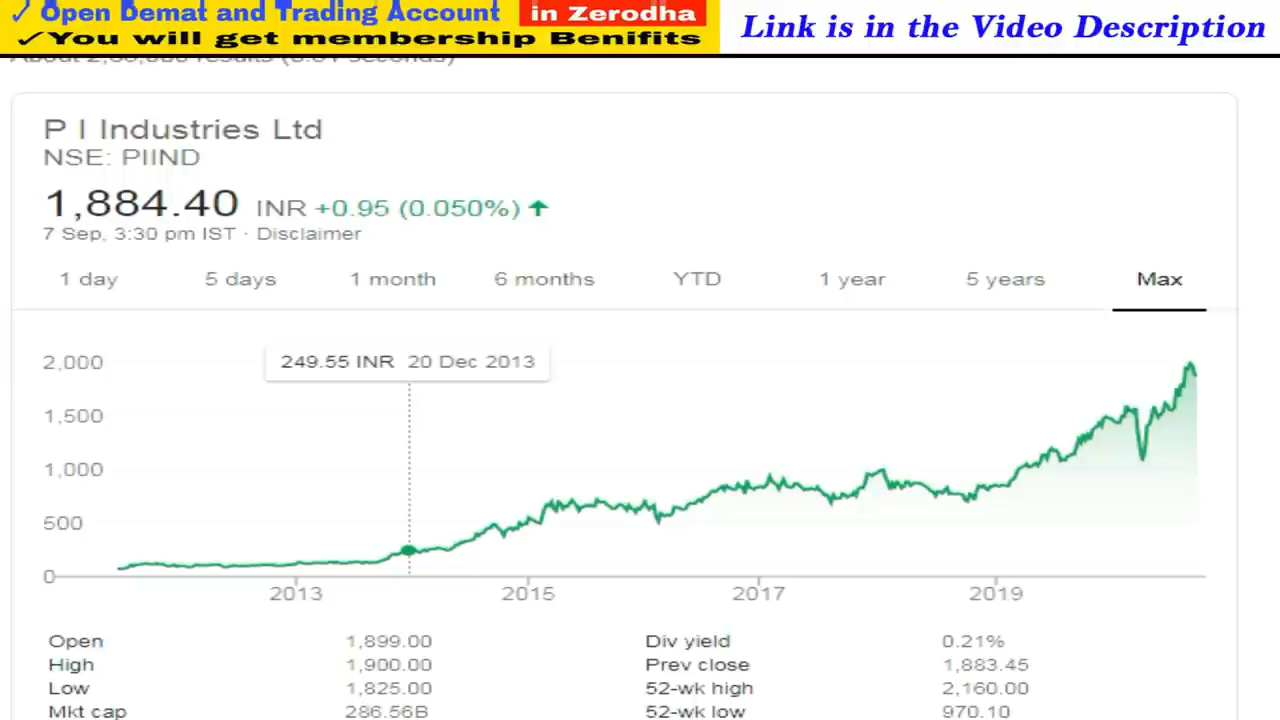 ✓ Open Demat and Trading Account in Zerodha
✓You will get membership Benifits
Link is in the Video Description
P I Industries Ltd
NSE: PIIND
1,884.40 INR +0.95 (0.050%) ↑
7 Sep, 3:30 pm IST · Disclaimer
1 day 5 days 1 month 6 months YTD 1 year 5 years Max
249.55 INR 20 Dec 2013
2,000
1,500
1,000
500
0
2013 2015 2017 2019
Open 1,899.00 Div yield 0.21%
High 1,900.00 Prev close 1,883.45
Low 1,825.00 52-wk high 2,160.00
Mkt cap 286.56B 52-wk low 970.10